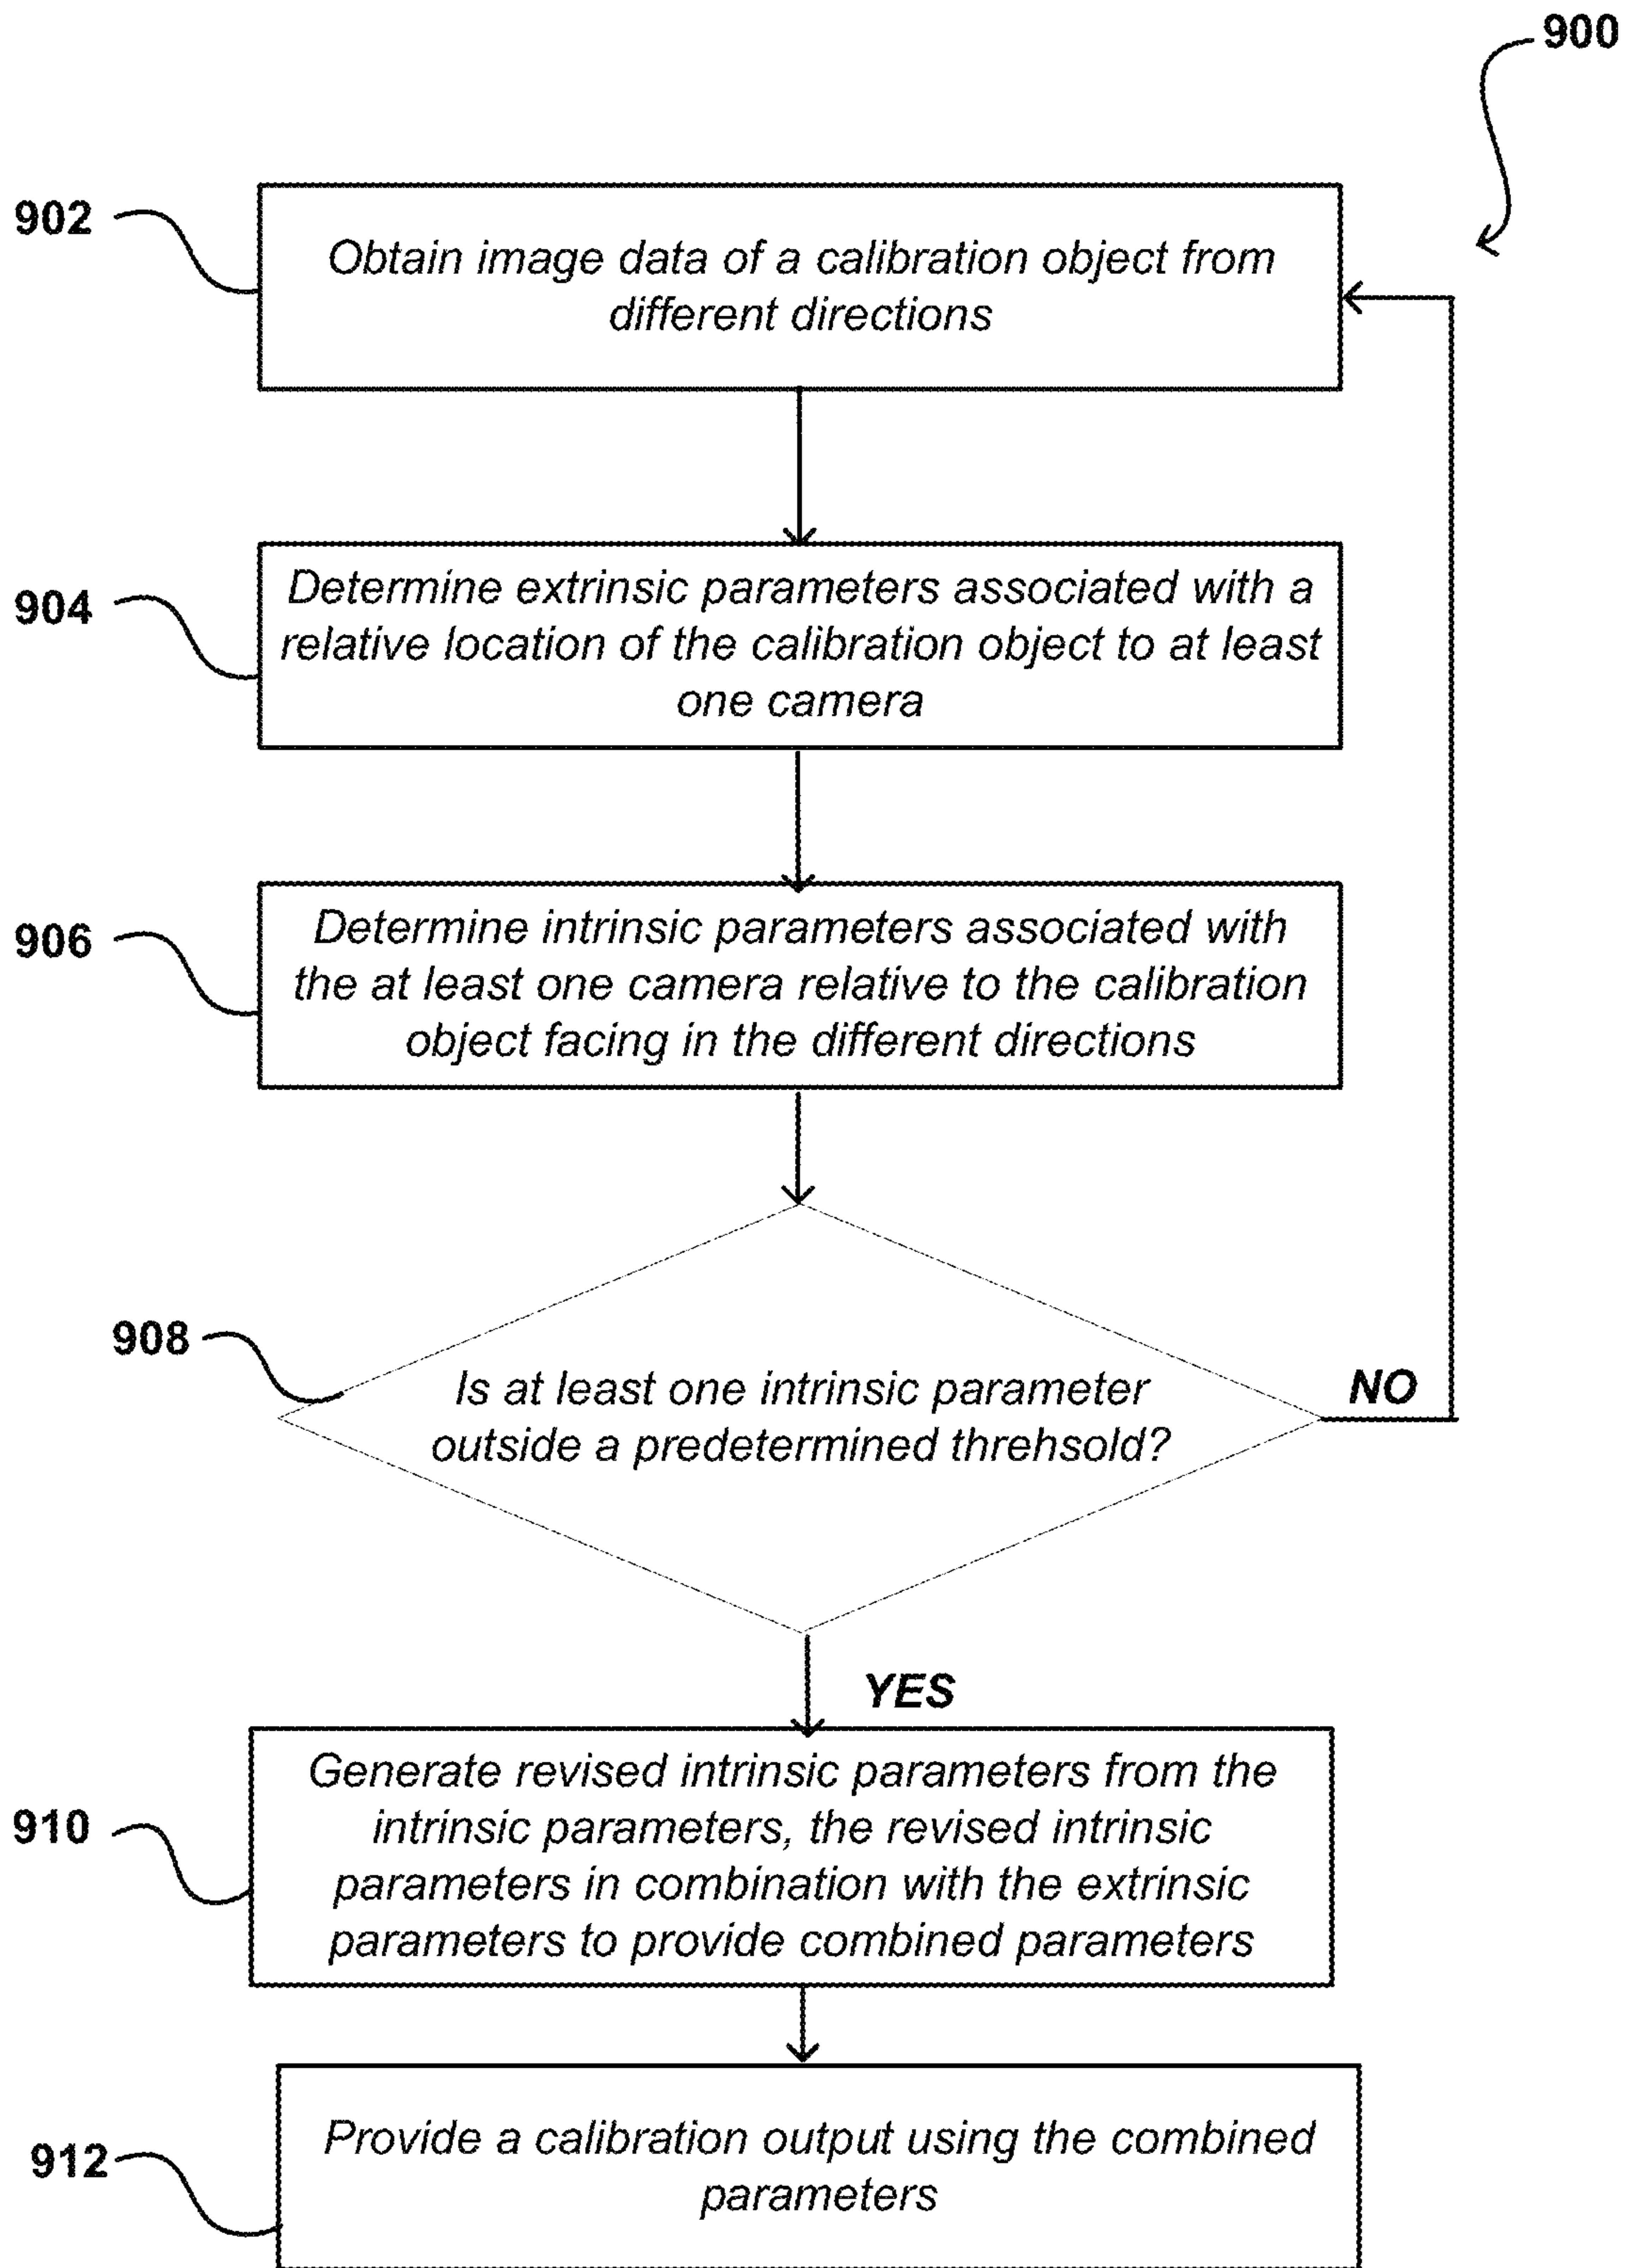 900
902
Obtain image data of a calibration object from
different directions
904
Determine extrinsic parameters associated with a
relative location of the calibration object to at least
one camera
906
Determine intrinsic parameters associated with
the at least one camera relative to the calibration
object facing in the different directions
908
Is at least one intrinsic parameter
outside a predetermined threhsold?
NO
YES
910
Generate revised intrinsic parameters from the
intrinsic parameters, the revised intrinsic
parameters in combination with the extrinsic
parameters to provide combined parameters
912
Provide a calibration output using the combined
parameters